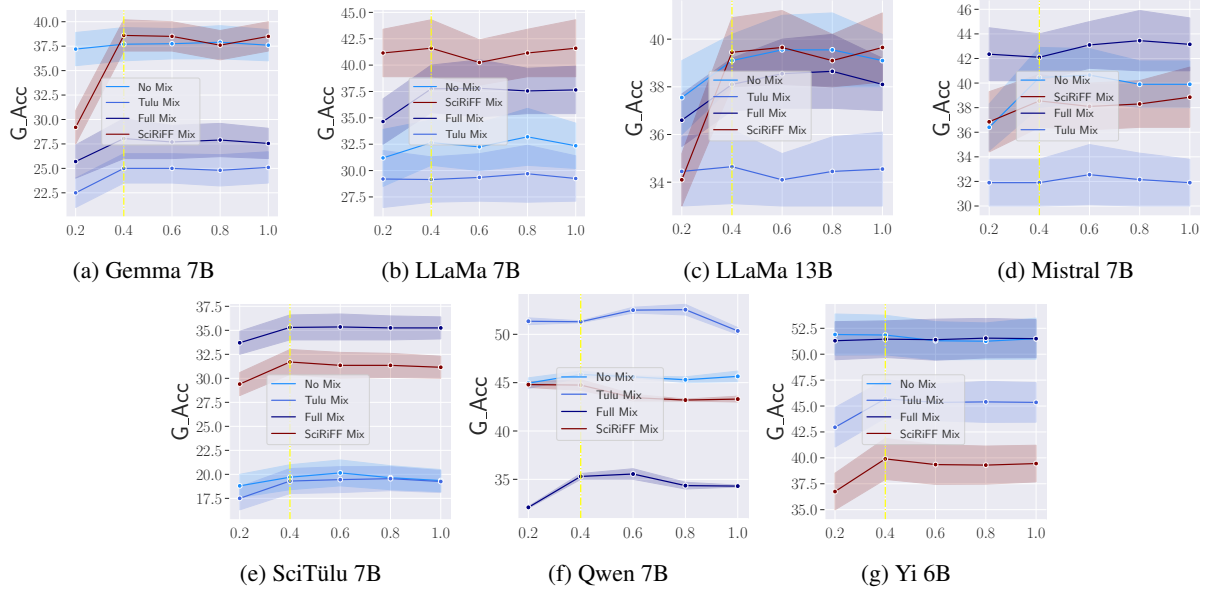 G_Acc
40.0
37.5
35.0
32.5
30.0
27.5
25.0
22.5
0.2 0.4 0.6 0.8 1.0
No Mix
Tulu Mix
Full Mix
SciRiFF Mix
(a) Gemma 7B
G_Acc
45.0
42.5
40.0
37.5
35.0
32.5
30.0
27.5
0.2 0.4 0.6 0.8 1.0
No Mix
SciRiFF Mix
Full Mix
Tulu Mix
(b) LLaMa 7B
G_Acc
40
38
36
34
0.2 0.4 0.6 0.8 1.0
No Mix
Tulu Mix
Full Mix
SciRiFF Mix
(c) LLaMa 13B
G_Acc
46
44
42
40
38
36
34
32
30
0.2 0.4 0.6 0.8 1.0
No Mix
SciRiFF Mix
Full Mix
Tulu Mix
(d) Mistral 7B
G_Acc
37.5
35.0
32.5
30.0
27.5
25.0
22.5
20.0
17.5
0.2 0.4 0.6 0.8 1.0
No Mix
Tulu Mix
Full Mix
SciRiFF Mix
(e) SciTülu 7B
G_Acc
50
45
40
35
0.2 0.4 0.6 0.8 1.0
No Mix
Tulu Mix
Full Mix
SciRiFF Mix
(f) Qwen 7B
G_Acc
52.5
50.0
47.5
45.0
42.5
40.0
37.5
35.0
0.2 0.4 0.6 0.8 1.0
No Mix
Tulu Mix
Full Mix
SciRiFF Mix
(g) Yi 6B